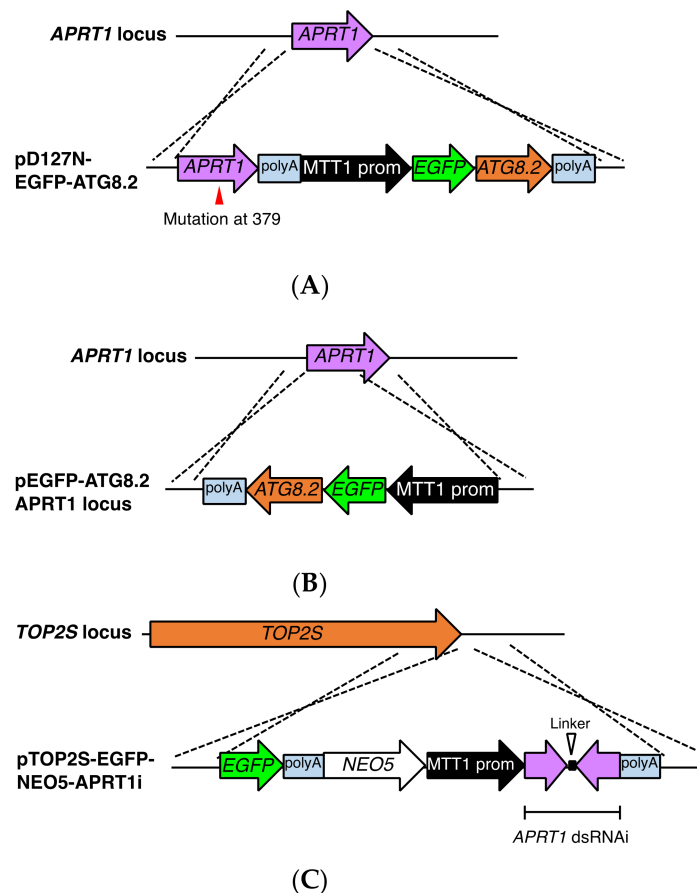 APRT1 locus
APRT1
pD127N-
EGFP-ATG8.2
APRT1
polyA
MTT1 prom
EGFP
ATG8.2
polyA
Mutation at 379
(A)
APRT1 locus
APRT1
pEGFP-ATG8.2
APRT1 locus
polyA
ATG8.2
EGFP
MTT1 prom
(B)
TOP2S locus
TOP2S
Linker
pTOP2S-EGFP-
NEO5-APRT1i
EGFP
polyA
NEO5
MTT1 prom
polyA
APRT1 dsRNAi
(C)